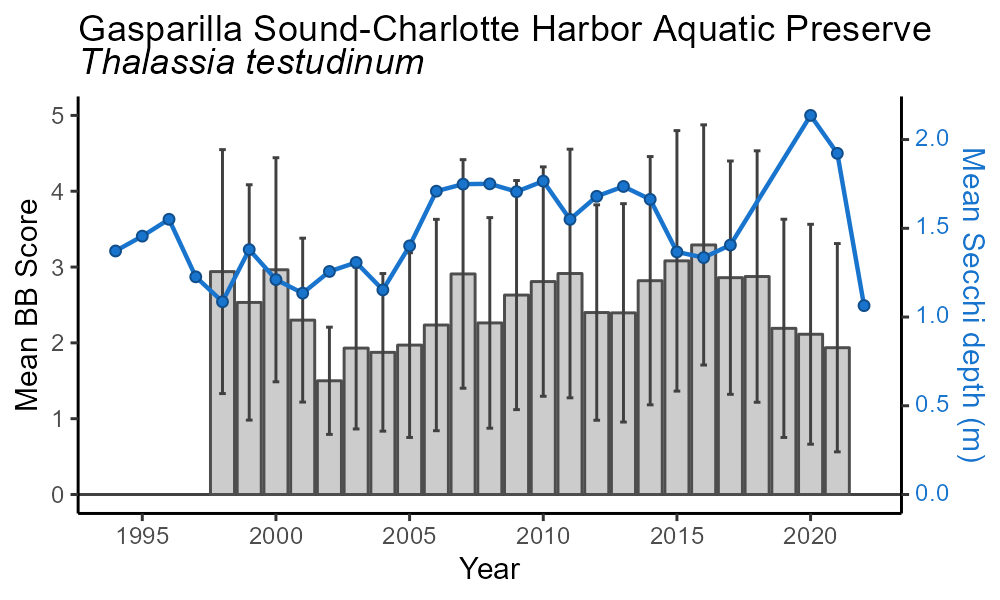 Gasparilla Sound-Charlotte Harbor Aquatic Preserve
Thalassia testudinum
Mean BB Score
5
4
3
2
1
0
Mean Secchi depth (m)
2.0
1.5
1.0
0.5
0.0
1995 2000 2005 2010 2015 2020
Year